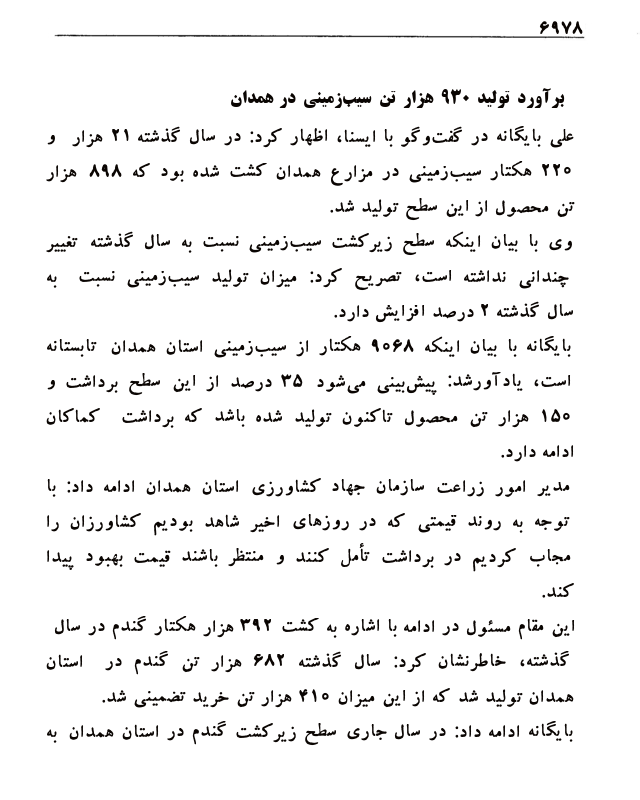 ۶۹۷۸
برآورد تولید ۹۳۰ هزار تن سیب‌زمینی در همدان
علی بایگانه در گفت‌وگو با ایسنا، اظهار کرد: در سال گذشته ۲۱ هزار و
۲۲۰ هکتار سیب‌زمینی در مزارع همدان کشت شده بود که ۸۹۸ هزار
تن محصول از این سطح تولید شد.
وی با بیان اینکه سطح زیرکشت سیب‌زمینی نسبت به سال گذشته تغییر
چندانی نداشته است، تصریح کرد: میزان تولید سیب‌زمینی نسبت به
سال گذشته ۲ درصد افزایش دارد.
بایگانه با بیان اینکه ۹۰۶۸ هکتار از سیب‌زمینی استان همدان تابستانه
است، یادآورشد: پیش‌بینی می‌شود ۳۵ درصد از این سطح برداشت و
۱۵۰ هزار تن محصول تاکنون تولید شده باشد که برداشت کماکان
ادامه دارد.
مدیر امور زراعت سازمان جهاد کشاورزی استان همدان ادامه داد: با
توجه به روند قیمتی که در روزهای اخیر شاهد بودیم کشاورزان را
مجاب کردیم در برداشت تأمل کنند و منتظر باشند قیمت بهبود پیدا
کند.
این مقام مسئول در ادامه با اشاره به کشت ۳۹۲ هزار هکتار گندم در سال
گذشته، خاطرنشان کرد: سال گذشته ۶۸۲ هزار تن گندم در استان
همدان تولید شد که از این میزان ۴۱۰ هزار تن خرید تضمینی شد.
بایگانه ادامه داد: در سال جاری سطح زیرکشت گندم در استان همدان به